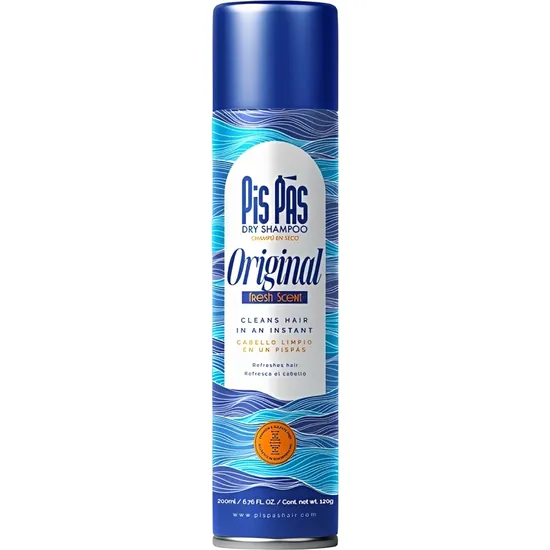 PiS PÁS
DRY SHAMPOO
CHAMPÚ EN SECO
Original
fresh Scent
CLEANS HAIR
IN AN INSTANT
CABELLO LIMPIO
EN UN PISPÁS
Refreshes hair
Refresca el cabello
200ml / 6.76 FL. OZ. / Cont. net wt. 120g
www.pispashair.com